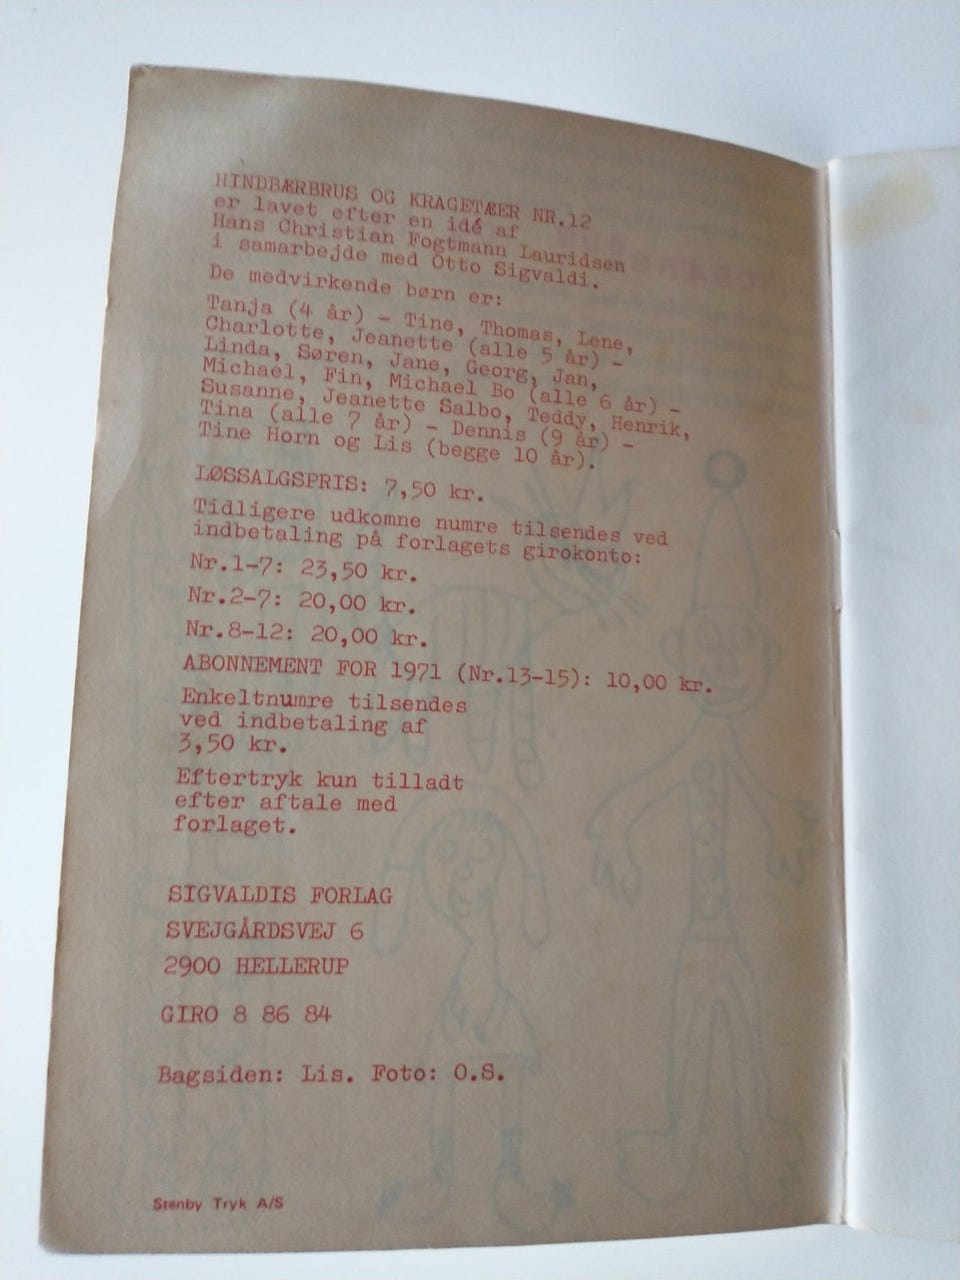 HINDBÆRBRUS OG KRAGETÆER NR.12
er lavet efter en idé af
Hans Christian Fogtmann Lauridsen
i samarbejde med Otto Sigvaldi.
De medvirkende børn er:
Tanja (4 år) - Tine, Thomas, Lene,
Charlotte, Jeanette (alle 5 år) -
Linda, Søren, Jane, Georg, Jan,
Michael, Fin, Michael Bo (alle 6 år) -
Susanne, Jeanette Salbo, Teddy, Henrik,
Tina (alle 7 år) - Dennis (9 år) -
Tine Horn og Lis (begge 10 år).
LØSSALGSPRIS: 7,50 kr.
Tidligere udkomne numre tilsendes ved
indbetaling på forlagets girokonto:
Nr.1-7: 23,50 kr.
Nr.2-7: 20,00 kr.
Nr.8-12: 20,00 kr.
ABONNEMENT FOR 1971 (Nr.13-15): 10,00 kr.
Enkeltnumre tilsendes
ved indbetaling af
3,50 kr.
Eftertryk kun tilladt
efter aftale med
forlaget.
SIGVALDIS FORLAG
SVEJGÅRDSVEJ 6
2900 HELLERUP
GIRO 8 86 84
Bagsiden: Lis. Foto: O.S.
Stenby Tryk A/S